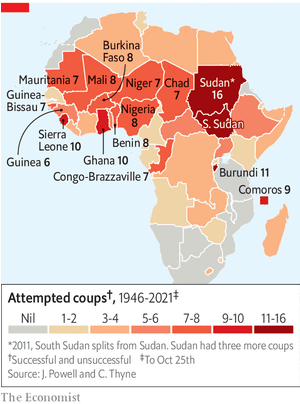 Burkina
Faso 8
Mauritania 7
Mali 8
Niger 7
Chad
7
Sudan*
16
Guinea-
Bissau 7
Nigeria
8
S. Sudan
Sierra
Leone 10
Benin 8
Guinea 6
Ghana 10
Burundi 11
Congo-Brazzaville 7
Comoros 9
Attempted coups†, 1946-2021‡
Nil 1-2 3-4 5-6 7-8 9-10 11-16
*2011, South Sudan splits from Sudan. Sudan had three more coups
†Successful and unsuccessful ‡To Oct 25th
Source: J. Powell and C. Thyne
The Economist